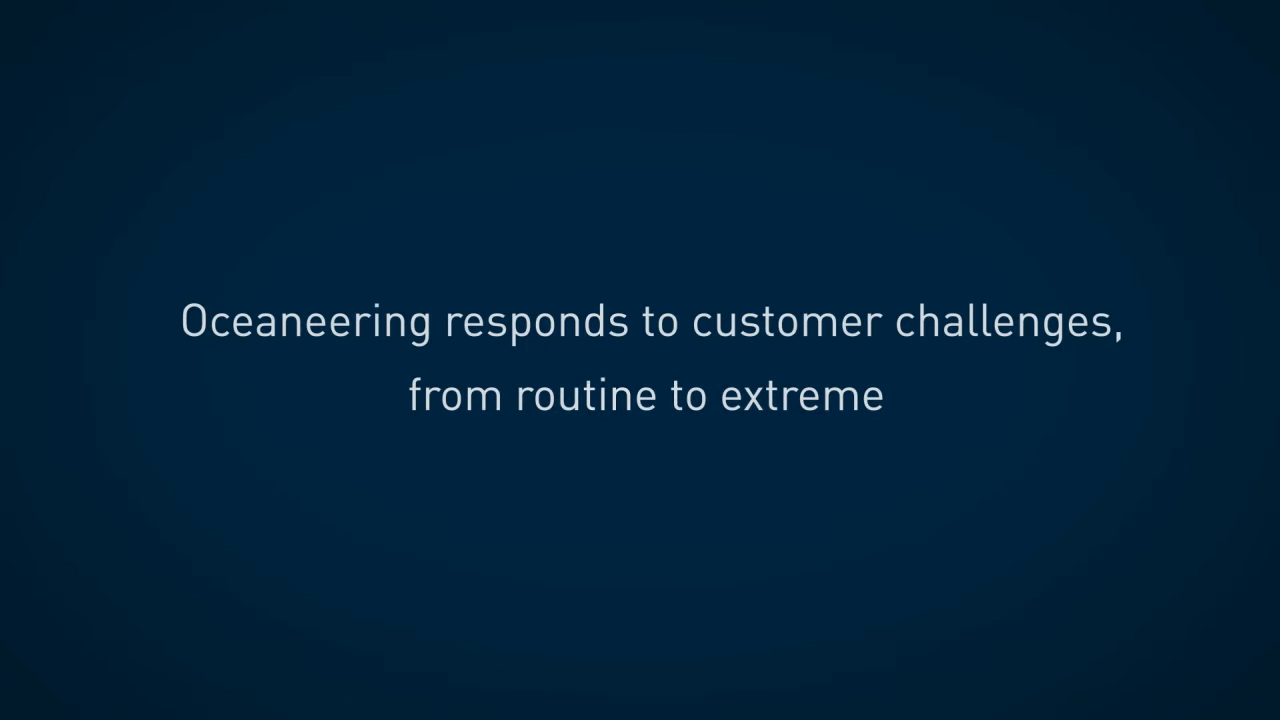 Oceaneering responds to customer challenges,
from routine to extreme